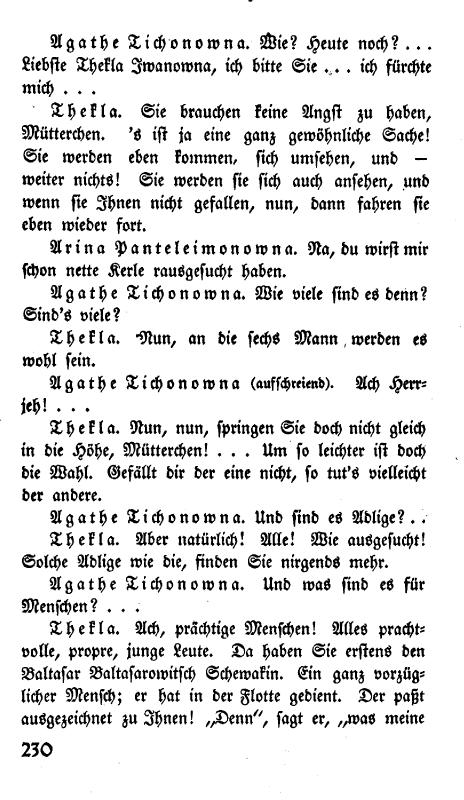 Agathe Tichonowna. Wie? Heute noch? ...
Liebste Thekla Iwanowna, ich bitte Sie ... ich fürchte
mich ...
Thekla. Sie brauchen keine Angst zu haben,
Mütterchen. 's ist ja eine ganz gewöhnliche Sache!
Sie werden eben kommen, sich umsehen, und —
weiter nichts! Sie werden sie sich auch ansehen, und
wenn sie Ihnen nicht gefallen, nun, dann fahren sie
eben wieder fort.
Arina Panteleimonowna. Na, du wirst mir
schon nette Kerle rausgesucht haben.
Agathe Tichonowna. Wie viele sind es denn?
Sind's viele?
Thekla. Nun, an die sechs Mann werden es
wohl sein.
Agathe Tichonowna (aufschreiend). Ach Herr-
jeh! ...
Thekla. Nun, nun, springen Sie doch nicht gleich
in die Höhe, Mütterchen! ... Um so leichter ist doch
die Wahl. Gefällt dir der eine nicht, so tut's vielleicht
der andere.
Agathe Tichonowna. Und sind es Adlige? ..
Thekla. Aber natürlich! Alle! Wie ausgesucht!
Solche Adlige wie die, finden Sie nirgends mehr.
Agathe Tichonowna. Und was sind es für
Menschen? ...
Thekla. Ach, prächtige Menschen! Alles pracht-
volle, propre, junge Leute. Da haben Sie erstens den
Baltasar Baltasarowitsch Schewakin. Ein ganz vorzüg-
licher Mensch; er hat in der Flotte gedient. Der paßt
ausgezeichnet zu Ihnen! „Denn“, sagt er, „was meine
230